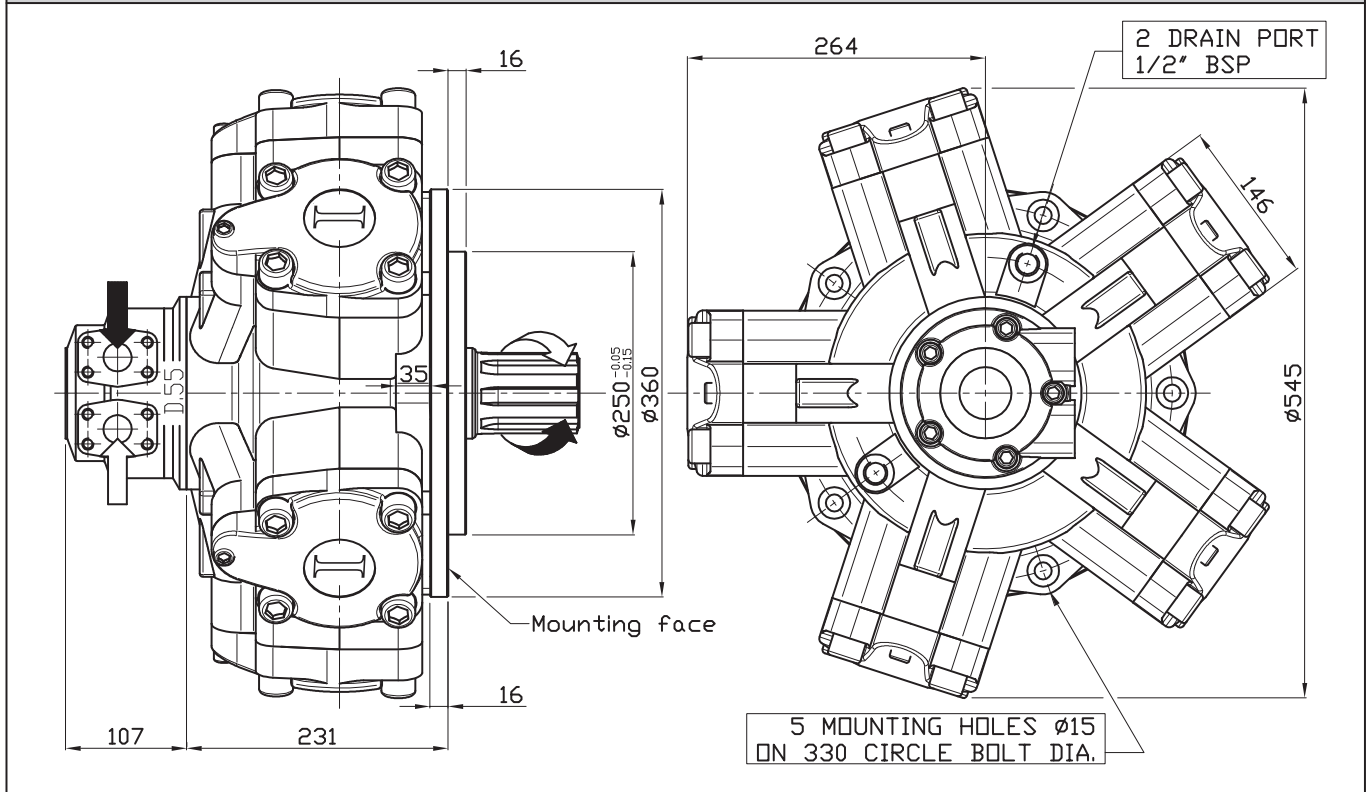 16
264
2 DRAIN PORT
1/2" BSP
146
D.55
35
ø250 -0.05
-0.15
ø360
ø545
Mounting face
16
107
231
5 MOUNTING HOLES ø15
ON 330 CIRCLE BOLT DIA.